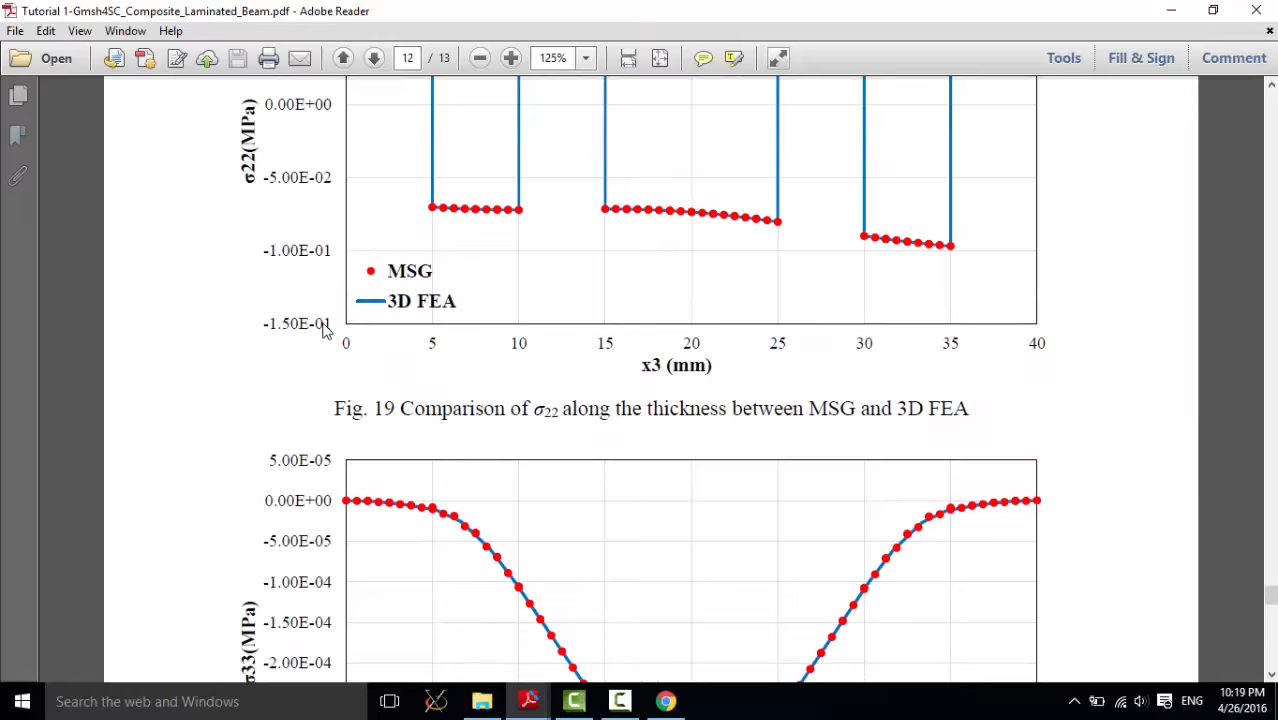 Tutorial 1-Gmsh4SC_Composite_Laminated_Beam.pdf - Adobe Reader
File Edit View Window Help
Open 12 / 13 125% Tools Fill & Sign Comment
0.00E+00
-5.00E-02
-1.00E-01
-1.50E-01
σ22(MPa)
MSG
3D FEA
0 5 10 15 20 25 30 35 40
x3 (mm)
Fig. 19 Comparison of σ22 along the thickness between MSG and 3D FEA
5.00E-05
0.00E+00
-5.00E-05
-1.00E-04
-1.50E-04
-2.00E-04
σ33(MPa)
Search the web and Windows
ENG
10:19 PM
4/26/2016